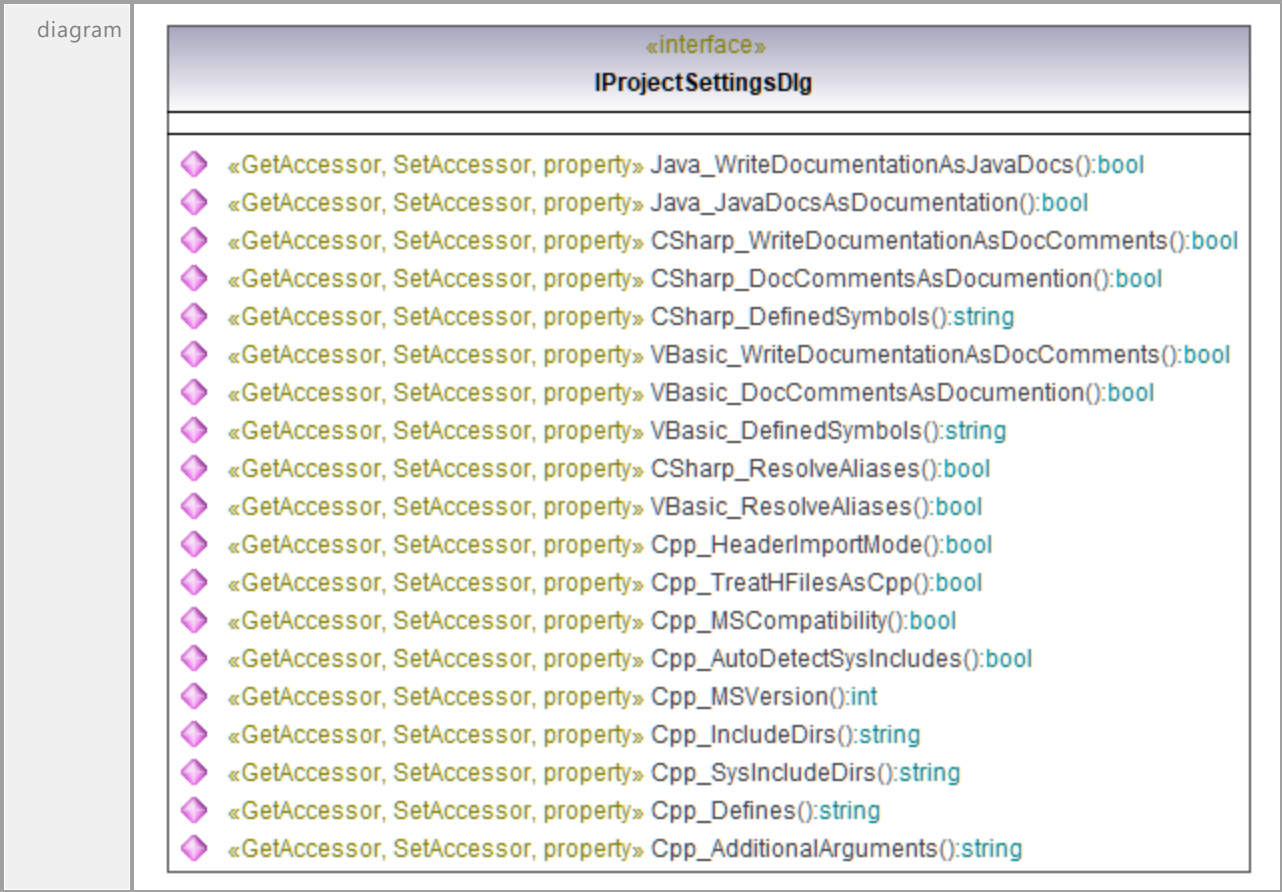 diagram
«interface»
IProjectSettingsDlg
«GetAccessor, SetAccessor, property» Java_WriteDocumentationAsJavaDocs():bool
«GetAccessor, SetAccessor, property» Java_JavaDocsAsDocumentation():bool
«GetAccessor, SetAccessor, property» CSharp_WriteDocumentationAsDocComments():bool
«GetAccessor, SetAccessor, property» CSharp_DocCommentsAsDocumention():bool
«GetAccessor, SetAccessor, property» CSharp_DefinedSymbols():string
«GetAccessor, SetAccessor, property» VBasic_WriteDocumentationAsDocComments():bool
«GetAccessor, SetAccessor, property» VBasic_DocCommentsAsDocumention():bool
«GetAccessor, SetAccessor, property» VBasic_DefinedSymbols():string
«GetAccessor, SetAccessor, property» CSharp_ResolveAliases():bool
«GetAccessor, SetAccessor, property» VBasic_ResolveAliases():bool
«GetAccessor, SetAccessor, property» Cpp_HeaderImportMode():bool
«GetAccessor, SetAccessor, property» Cpp_TreatHFilesAsCpp():bool
«GetAccessor, SetAccessor, property» Cpp_MSCompatibility():bool
«GetAccessor, SetAccessor, property» Cpp_AutoDetectSysIncludes():bool
«GetAccessor, SetAccessor, property» Cpp_MSVersion():int
«GetAccessor, SetAccessor, property» Cpp_IncludeDirs():string
«GetAccessor, SetAccessor, property» Cpp_SysIncludeDirs():string
«GetAccessor, SetAccessor, property» Cpp_Defines():string
«GetAccessor, SetAccessor, property» Cpp_AdditionalArguments():string